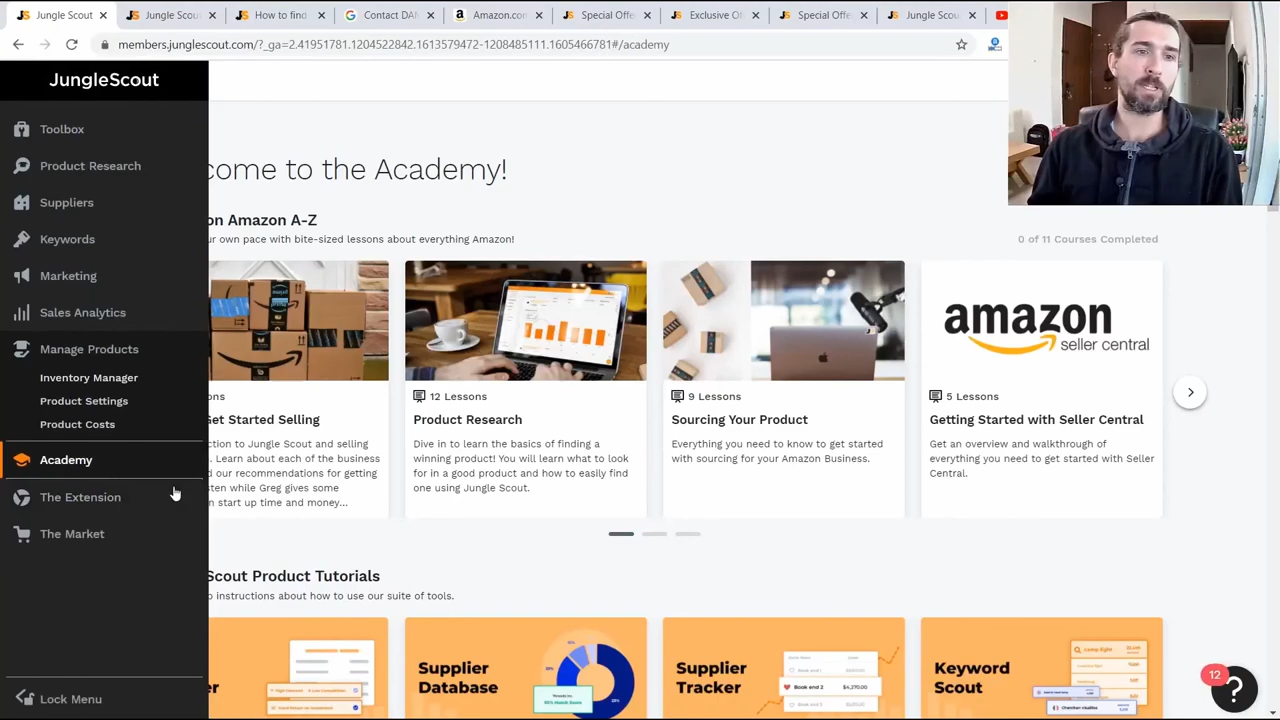 Jungle Scout
Jungle Scout
How to fi
Contact
Amazon.co
Special Offe
Exclusive Of
Special Offe
Jungle Scou
members.junglescout.com/?_ga=2.41951781.
#/academy
JungleScout
Toolbox
Product Research
Suppliers
Keywords
Marketing
Sales Analytics
Manage Products
Inventory Manager
Product Settings
Product Costs
Academy
The Extension
The Market
Lock Menu
come to the Academy!
on Amazon A-Z
ur own pace with bite-sized lessons about everything Amazon!
0 of 11 Courses Completed
amazon
seller central
ons
Get Started Selling
ction to Jungle Scout and selling
. Learn about each of the business
d our recommendations for getting
ten while Greg gives some
n start up time and money...
12 Lessons
Product Research
Dive in to learn the basics of finding a
winning product! You will learn what to look
for in a good product and how to easily find
one using Jungle Scout.
9 Lessons
Sourcing Your Product
Everything you need to know to get started
with sourcing for your Amazon Business.
5 Lessons
Getting Started with Seller Central
Get an overview and walkthrough of
everything you need to get started with Seller
Central.
Scout Product Tutorials
o instructions about how to use our suite of tools.
pplier
tabase
Supplier
Tracker
Keyword
Scout
camp light
$4,270.00
12
?